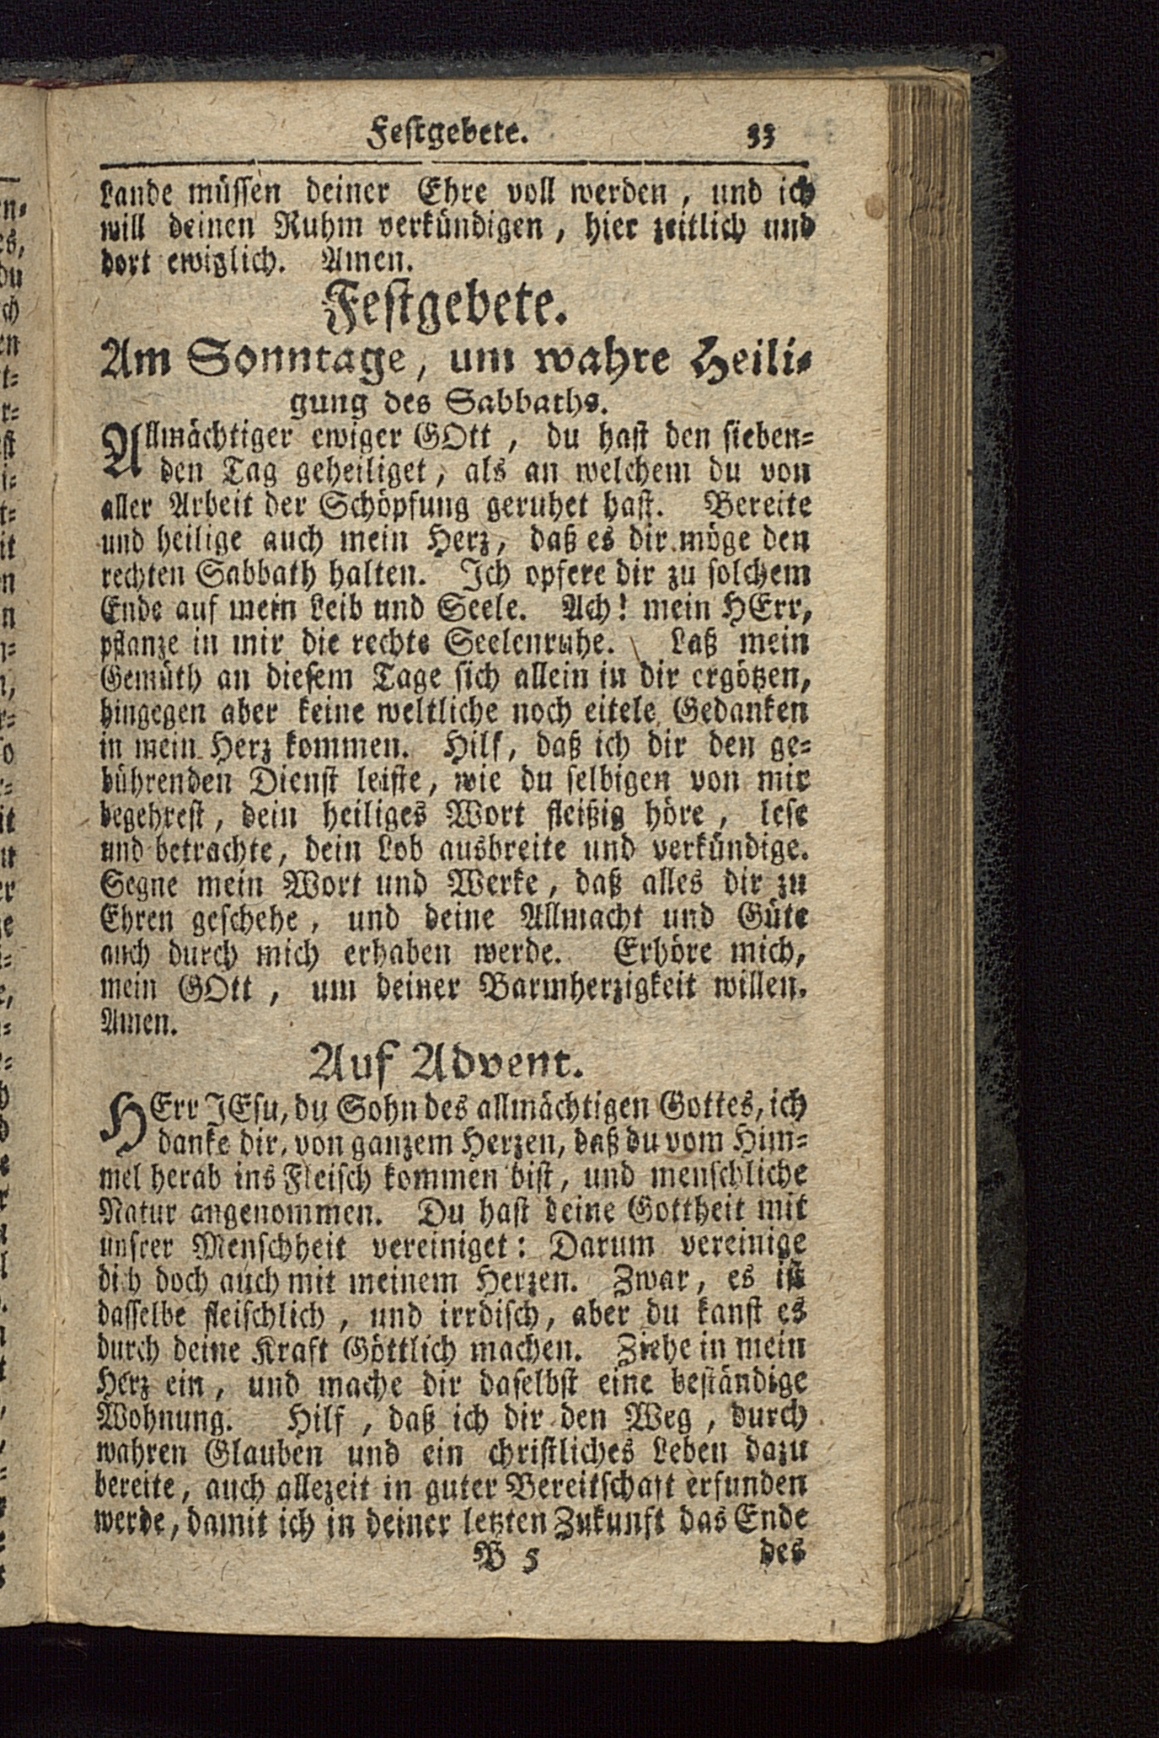 Festgebete. 33
Lande müssen deiner Ehre voll werden, und ich
will deinen Ruhm verkündigen, hier zeitlich und
dort ewiglich. Amen.
Festgebete.
Am Sonntage, um wahre Heili-
gung des Sabbaths.
Allmächtiger ewiger GOtt, du hast den sieben-
den Tag geheiliget, als an welchem du von
aller Arbeit der Schöpfung geruhet hast. Bereite
und heilige auch mein Herz, daß es dir möge den
rechten Sabbath halten. Ich opfere dir zu solchem
Ende auf mein Leib und Seele. Ach! mein HErr,
pflanze in mir die rechte Seelenruhe. Laß mein
Gemüth an diesem Tage sich allein in dir ergötzen,
hingegen aber keine weltliche noch eitele Gedanken
in mein Herz kommen. Hilf, daß ich dir den ge-
bührenden Dienst leiste, wie du selbigen von mir
begehrest, dein heiliges Wort fleißig höre, lese
und betrachte, dein Lob ausbreite und verkündige.
Segne mein Wort und Werke, daß alles dir zu
Ehren geschehe, und deine Allmacht und Güte
auch durch mich erhaben werde. Erhöre mich,
mein GOtt, um deiner Barmherzigkeit willen.
Amen.
Auf Advent.
HErr JEsu, du Sohn des allmächtigen Gottes, ich
danke dir, von ganzem Herzen, daß du vom Him-
mel herab ins Fleisch kommen bist, und menschliche
Natur angenommen. Du hast deine Gottheit mit
unsrer Menschheit vereiniget: Darum vereinige
dich doch auch mit meinem Herzen. Zwar, es ist
dasselbe fleischlich, und irrdisch, aber du kanst es
durch deine Kraft Göttlich machen. Ziehe in mein
Herz ein, und mache dir daselbst eine beständige
Wohnung. Hilf, daß ich dir den Weg, durch
wahren Glauben und ein christliches Leben dazu
bereite, auch allezeit in guter Bereitschaft erfunden
werde, damit ich in deiner letzten Zukunft das Ende
B 5 des